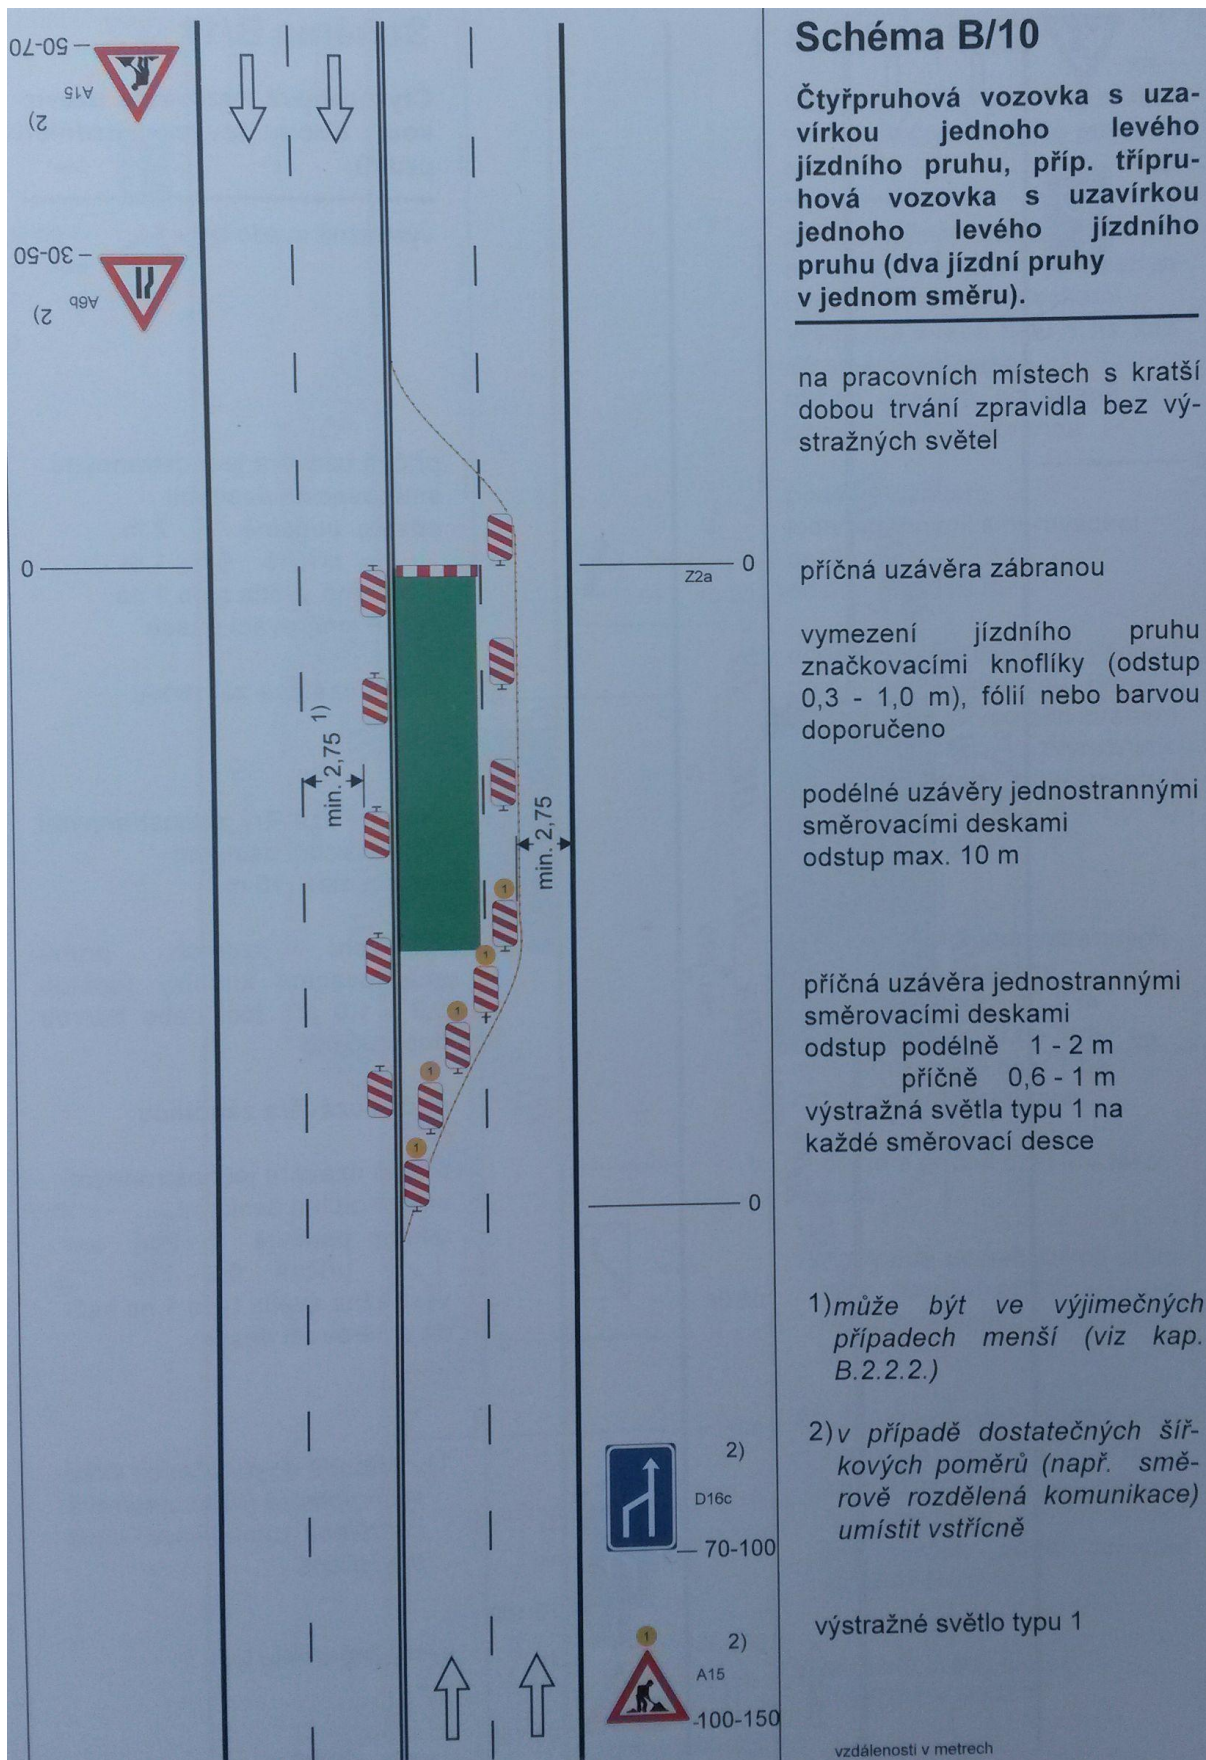 Schéma B/10
Čtyřpruhová vozovka s uza-
vírkou jednoho levého
jízdního pruhu, příp. třípru-
hová vozovka s uzavírkou
jednoho levého jízdního
pruhu (dva jízdní pruhy
v jednom směru).
50-70
A15
2)
30-50
A6b
2)
na pracovních místech s kratší
dobou trvání zpravidla bez vý-
stražných světel
0
Z2a
0
příčná uzávěra zábranou
vymezení jízdního pruhu
značkovacími knoflíky (odstup
0,3 - 1,0 m), fólií nebo barvou
doporučeno
min. 2,75 1)
min. 2,75
podélné uzávěry jednostrannými
směrovacími deskami
odstup max. 10 m
1
1
1
1
1
příčná uzávěra jednostrannými
směrovacími deskami
odstup podélně 1 - 2 m
příčně 0,6 - 1 m
výstražná světla typu 1 na
každé směrovací desce
0
1) může být ve výjimečných
případech menší (viz kap.
B.2.2.2.)
2) v případě dostatečných šíř-
kových poměrů (např. smě-
rově rozdělená komunikace)
umístit vstřícně
2)
D16c
70-100
výstražné světlo typu 1
1
2)
A15
-100-150
vzdálenosti v metrech